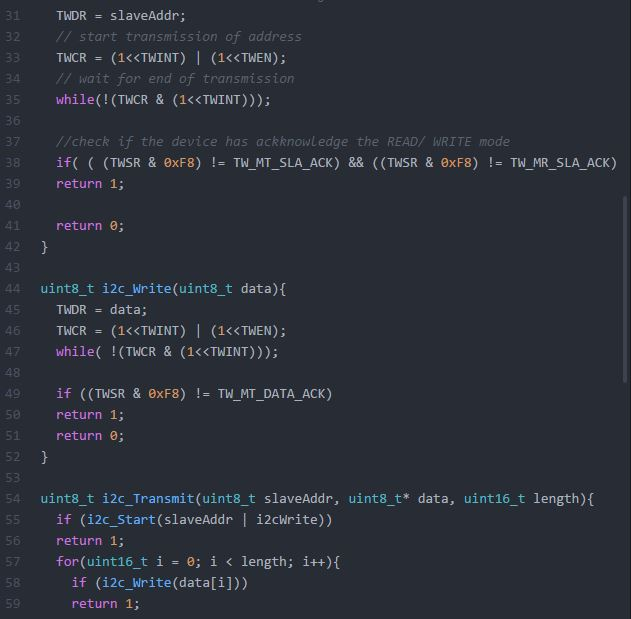 31 TWDR = slaveAddr;
32 // start transmission of address
33 TWCR = (1<<TWINT) | (1<<TWEN);
34 // wait for end of transmission
35 while(!(TWCR & (1<<TWINT)));
36
37 //check if the device has ackknowledge the READ/ WRITE mode
38 if( ( (TWSR & 0xF8) != TW_MT_SLA_ACK) && ((TWSR & 0xF8) != TW_MR_SLA_ACK)
39 return 1;
40
41 return 0;
42 }
43
44 uint8_t i2c_Write(uint8_t data){
45 TWDR = data;
46 TWCR = (1<<TWINT) | (1<<TWEN);
47 while( !(TWCR & (1<<TWINT)));
48
49 if ((TWSR & 0xF8) != TW_MT_DATA_ACK)
50 return 1;
51 return 0;
52 }
53
54 uint8_t i2c_Transmit(uint8_t slaveAddr, uint8_t* data, uint16_t length){
55 if (i2c_Start(slaveAddr | i2cWrite))
56 return 1;
57 for(uint16_t i = 0; i < length; i++){
58 if (i2c_Write(data[i]))
59 return 1;